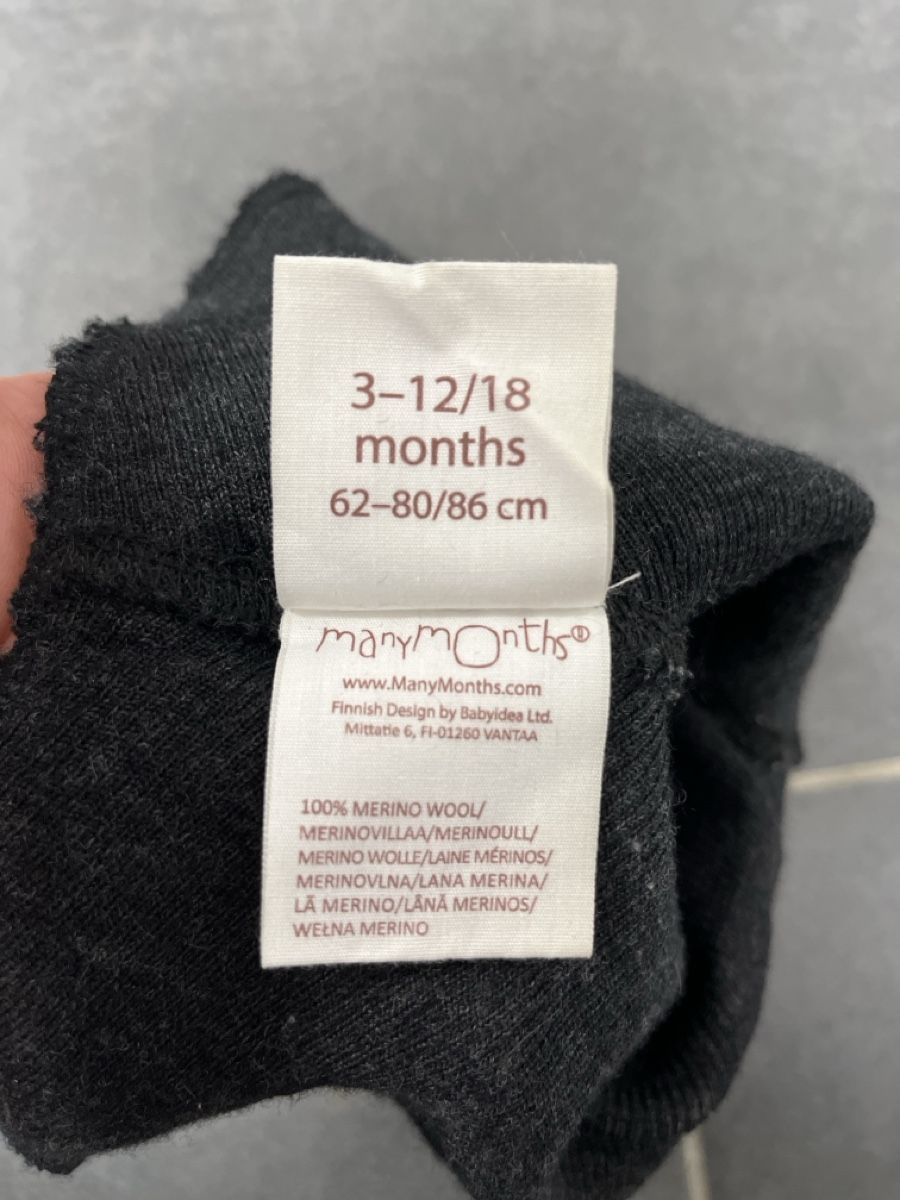 3–12/18
months
62–80/86 cm
manymonths®
www.ManyMonths.com
Finnish Design by Babyidea Ltd.
Mittatie 6, FI-01260 VANTAA
100% MERINO WOOL/
MERINOVILLAA/MERINOULL/
MERINO WOLLE/LAINE MÉRINOS/
MERINOVLNA/LANA MERINA/
LÃ MERINO/LÂNĂ MERINOS/
WEŁNA MERINO